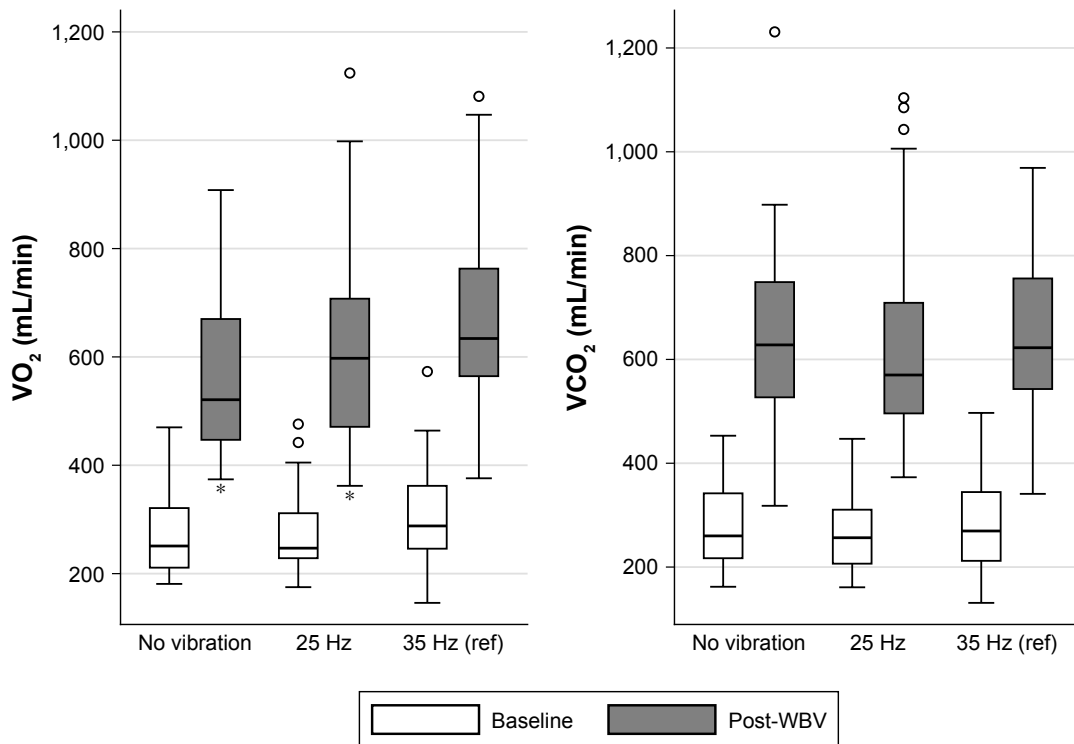 1,200
1,000
800
600
400
200
VO2 (mL/min)
*
*
No vibration
25 Hz
35 Hz (ref)
1,200
1,000
800
600
400
200
VCO2 (mL/min)
No vibration
25 Hz
35 Hz (ref)
Baseline
Post-WBV